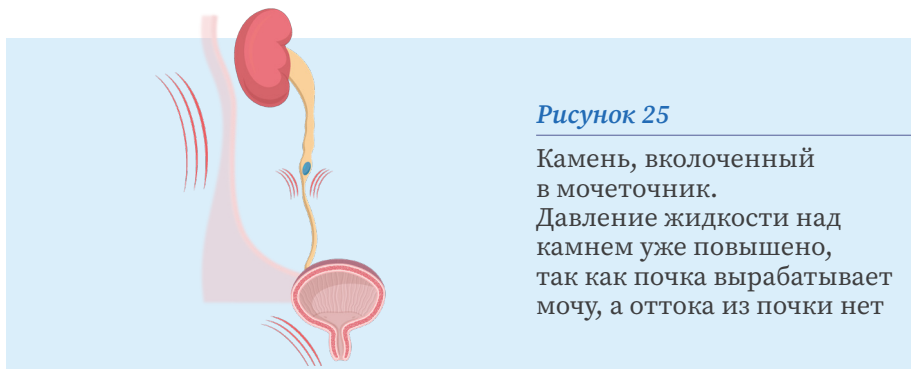 Рисунок 25
Камень, вколоченный
в мочеточник.
Давление жидкости над
камнем уже повышено,
так как почка вырабатывает
мочу, а оттока из почки нет